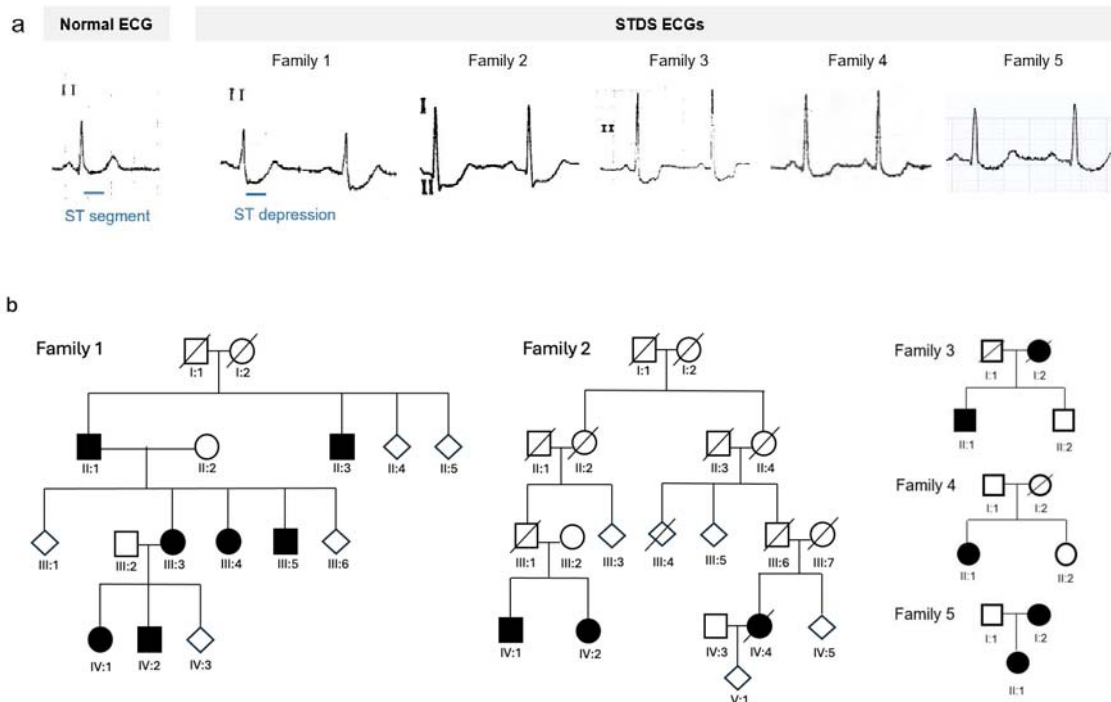 a
Normal ECG
STDS ECGs
Family 1
Family 2
Family 3
Family 4
Family 5
II
II
I
II
II
ST segment
ST depression
b
Family 1
I:1
I:2
II:1
II:2
II:3
II:4
II:5
III:1
III:2
III:3
III:4
III:5
III:6
IV:1
IV:2
IV:3
Family 2
I:1
I:2
II:1
II:2
II:3
II:4
III:1
III:2
III:3
III:4
III:5
III:6
III:7
IV:1
IV:2
IV:3
IV:4
IV:5
V:1
Family 3
I:1
I:2
II:1
II:2
Family 4
I:1
I:2
II:1
II:2
Family 5
I:1
I:2
II:1